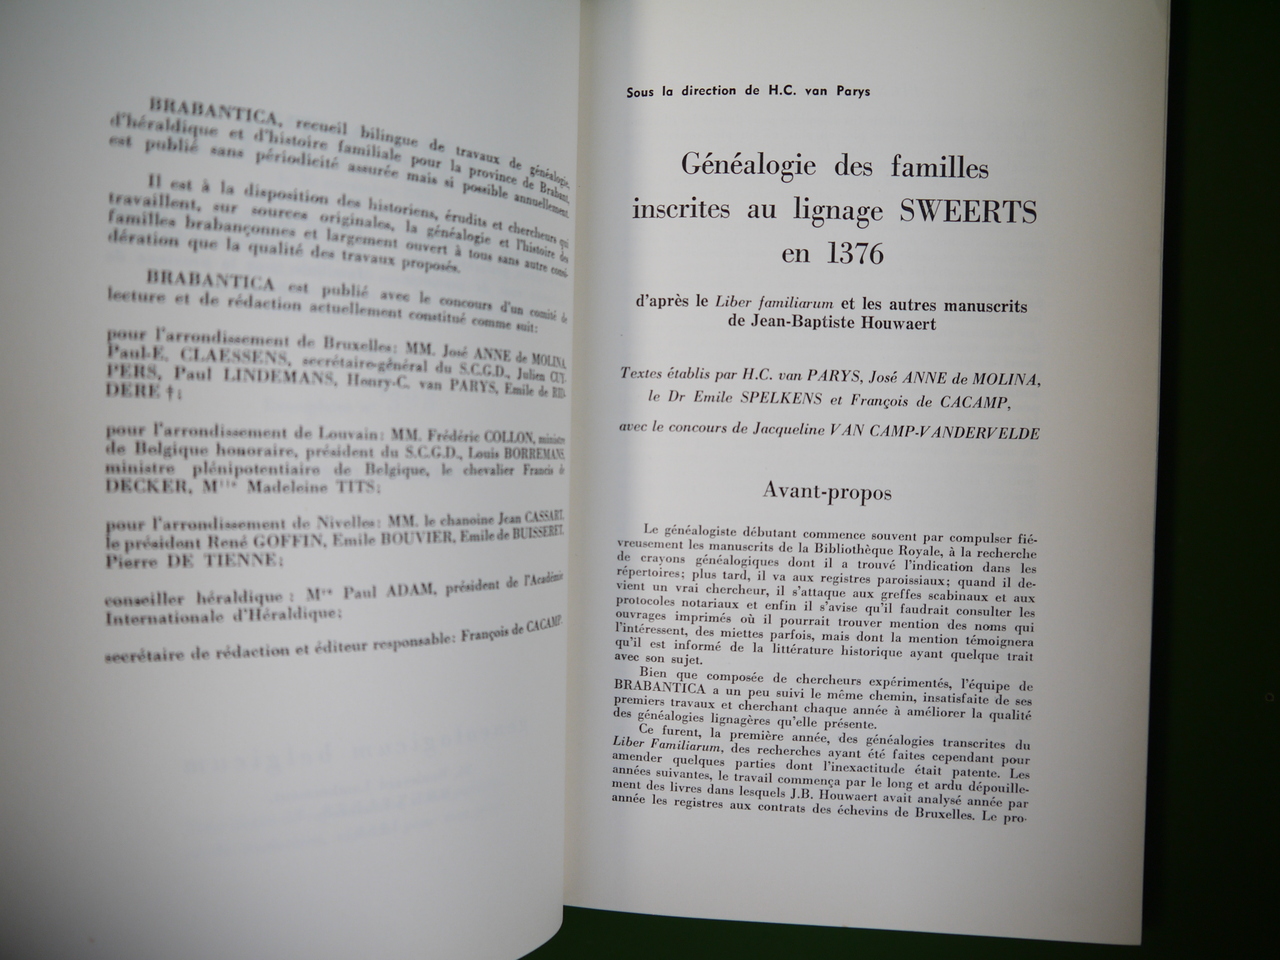 BRABANTICA, recueil bilingue de travaux de généalogie,
d'héraldique et d'histoire familiale pour la province de Brabant,
est publié sans périodicité assurée mais si possible annuellement.
Il est à la disposition des historiens, érudits et chercheurs qui
travaillent, sur sources originales, la généalogie et l'histoire des
familles brabançonnes et largement ouvert à tous sans autre consi-
dération que la qualité des travaux proposés.
BRABANTICA est publié avec le concours d'un comité de
lecture et de rédaction actuellement constitué comme suit:
pour l'arrondissement de Bruxelles: MM. José ANNE de MOLINA,
Paul-E. CLAESSENS, secrétaire-général du S.C.G.D., Julien CUY-
PERS, Paul LINDEMANS, Henry-C. van PARYS, Emile de RID-
DERE †;
pour l'arrondissement de Louvain: MM. Frédéric COLLON, ministre
de Belgique honoraire, président du S.C.G.D., Louis BORREMANS,
ministre plénipotentiaire de Belgique, le chevalier Francis de
DECKER, Mlle Madeleine TITS;
pour l'arrondissement de Nivelles: MM. le chanoine Jean CASSART,
le président René GOFFIN, Emile BOUVIER, Emile de BUISSERET,
Pierre DE TIENNE;
conseiller héraldique : Mtre Paul ADAM, président de l'Académie
Internationale d'Héraldique;
secrétaire de rédaction et éditeur responsable: François de CACAMP.
Sous la direction de H.C. van Parys
Généalogie des familles
inscrites au lignage SWEERTS
en 1376
d'après le Liber familiarum et les autres manuscrits
de Jean-Baptiste Houwaert
Textes établis par H.C. van PARYS, José ANNE de MOLINA,
le Dr Emile SPELKENS et François de CACAMP,
avec le concours de Jacqueline VAN CAMP-VANDERVELDE
Avant-propos
Le généalogiste débutant commence souvent par compulser fié-
vreusement les manuscrits de la Bibliothèque Royale, à la recherche
de crayons généalogiques dont il a trouvé l'indication dans les
répertoires; plus tard, il va aux registres paroissiaux; quand il de-
vient un vrai chercheur, il s'attaque aux greffes scabinaux et aux
protocoles notariaux et enfin il s'avise qu'il faudrait consulter les
ouvrages imprimés où il pourrait trouver mention des noms qui
l'intéressent, des miettes parfois, mais dont la mention témoignera
qu'il est informé de la littérature historique ayant quelque trait
avec son sujet.
Bien que composée de chercheurs expérimentés, l'équipe de
BRABANTICA a un peu suivi le même chemin, insatisfaite de ses
premiers travaux et cherchant chaque année à améliorer la qualité
des généalogies lignagères qu'elle présente.
Ce furent, la première année, des généalogies transcrites du
Liber Familiarum, des recherches ayant été faites cependant pour
amender quelques parties dont l'inexactitude était patente. Les
années suivantes, le travail commença par le long et ardu dépouille-
ment des livres dans lesquels J.B. Houwaert avait analysé année par
année les registres aux contrats des échevins de Bruxelles. Le pro-